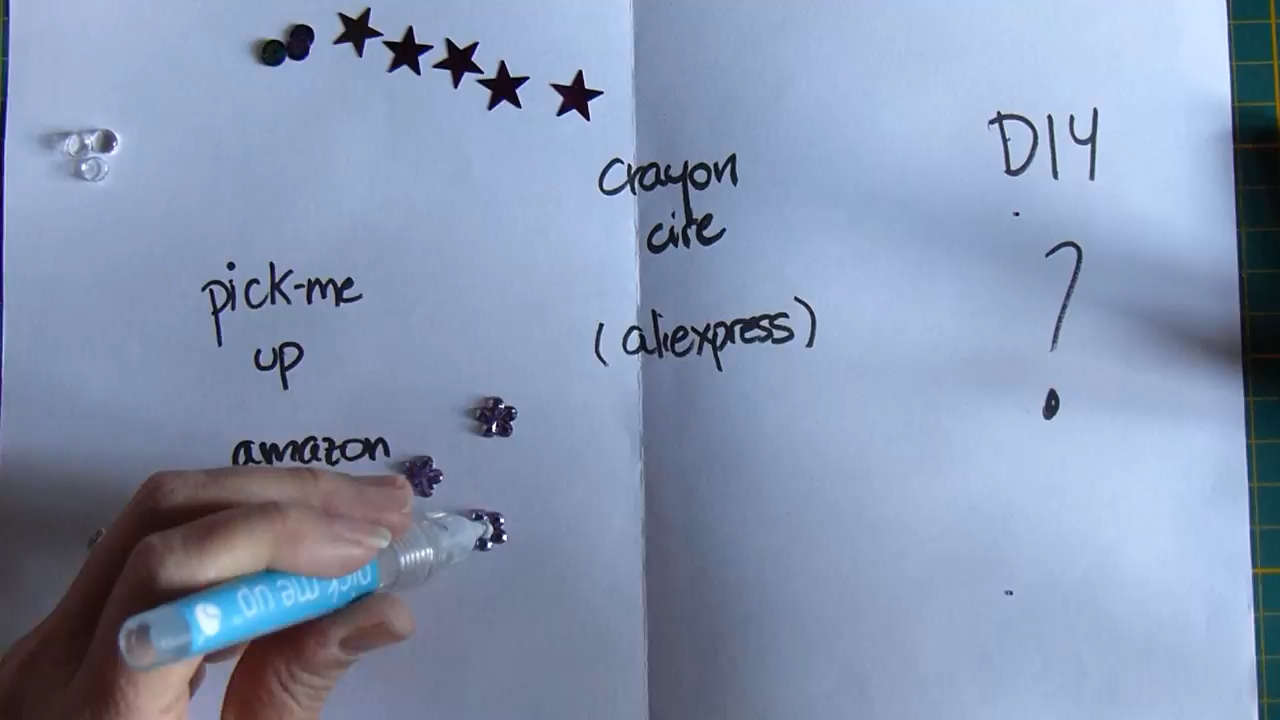 pick-me
up
amazon
crayon
cire
(aliexpress)
DIY
?
pick me up